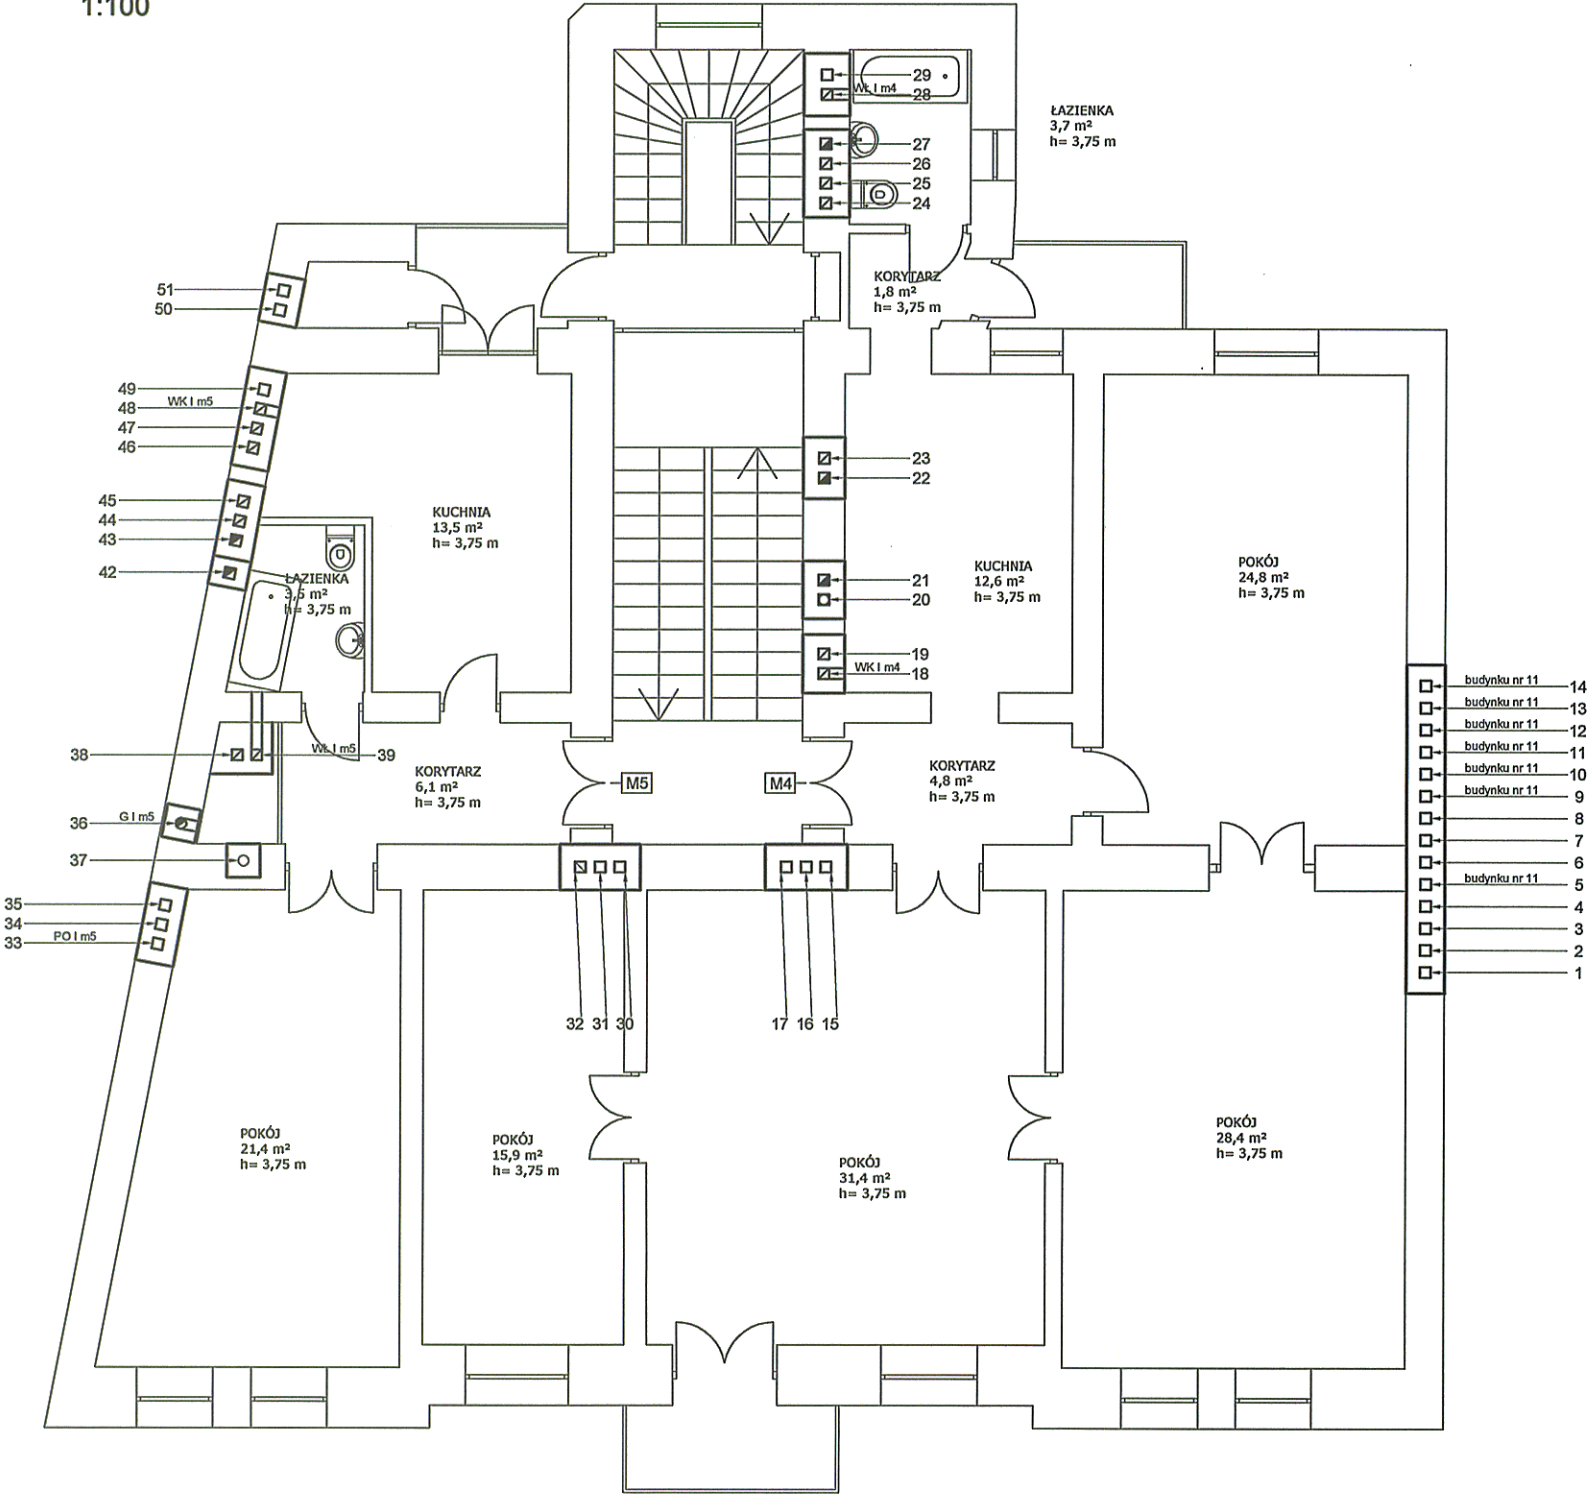 1:100
29
WŁ I m4
28
27
26
25
24
ŁAZIENKA
3,7 m²
h= 3,75 m
KORYTARZ
1,8 m²
h= 3,75 m
51
50
49
48 WK I m5
47
46
45
44
43
42
KUCHNIA
13,5 m²
h= 3,75 m
ŁAZIENKA
3,5 m²
h= 3,75 m
23
22
21
20
19
WK I m4
18
KUCHNIA
12,6 m²
h= 3,75 m
POKÓJ
24,8 m²
h= 3,75 m
budynku nr 11 14
budynku nr 11 13
budynku nr 11 12
budynku nr 11 11
budynku nr 11 10
budynku nr 11 9
8
7
6
budynku nr 11 5
4
3
2
1
38 WŁ I m5 39
KORYTARZ
6,1 m²
h= 3,75 m
M5 M4
KORYTARZ
4,8 m²
h= 3,75 m
36 G I m5
37
35
34
33 PO I m5
32 31 30
17 16 15
POKÓJ
21,4 m²
h= 3,75 m
POKÓJ
15,9 m²
h= 3,75 m
POKÓJ
31,4 m²
h= 3,75 m
POKÓJ
28,4 m²
h= 3,75 m